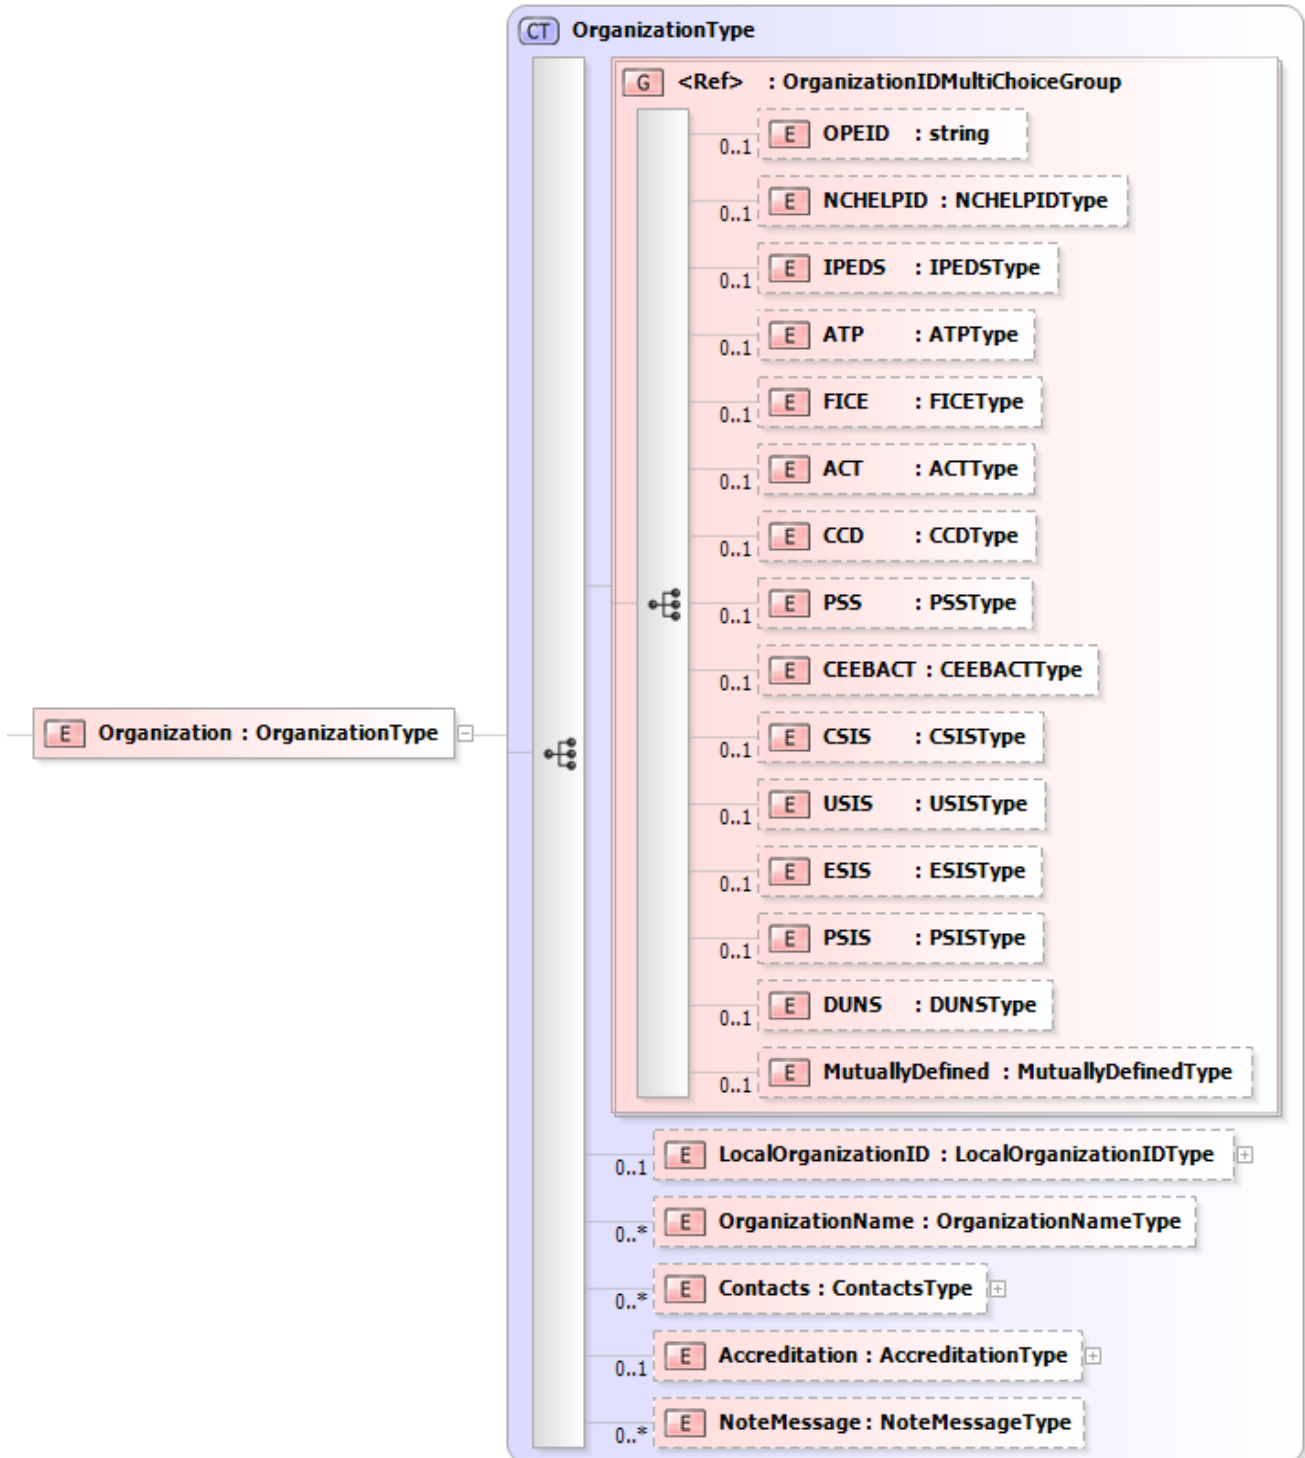 CT OrganizationType
G <Ref> : OrganizationIDMultiChoiceGroup
E OPEID : string
0..1
E NCHELPID : NCHELPIDType
0..1
E IPEDS : IPEDSType
0..1
E ATP : ATPType
0..1
E FICE : FICEType
0..1
E ACT : ACTType
0..1
E CCD : CCDType
0..1
E PSS : PSSType
0..1
E CEEBACT : CEEBACTType
0..1
E Organization : OrganizationType
E CSIS : CSISType
0..1
E USIS : USISType
0..1
E ESIS : ESISType
0..1
E PSIS : PSISType
0..1
E DUNS : DUNSType
0..1
E MutuallyDefined : MutuallyDefinedType
0..1
E LocalOrganizationID : LocalOrganizationIDType
0..1
E OrganizationName : OrganizationNameType
0..*
E Contacts : ContactsType
0..*
E Accreditation : AccreditationType
0..1
E NoteMessage : NoteMessageType
0..*